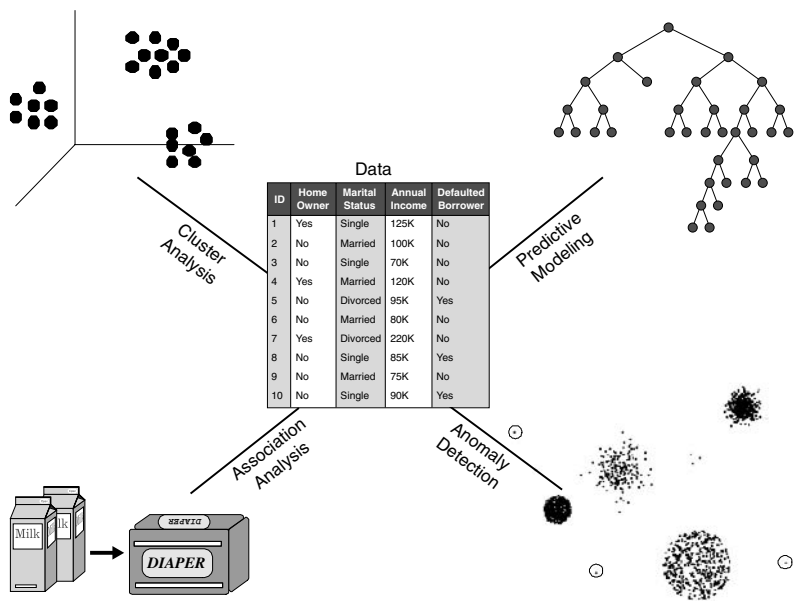 Data
ID Home Owner Marital Status Annual Income Defaulted Borrower
1 Yes Single 125K No
2 No Married 100K No
3 No Single 70K No
4 Yes Married 120K No
5 No Divorced 95K Yes
6 No Married 80K No
7 Yes Divorced 220K No
8 No Single 85K Yes
9 No Married 75K No
10 No Single 90K Yes
Cluster
Analysis
Predictive
Modeling
Association
Analysis
Anomaly
Detection
Milk
lk
DIAPER
DIAPER